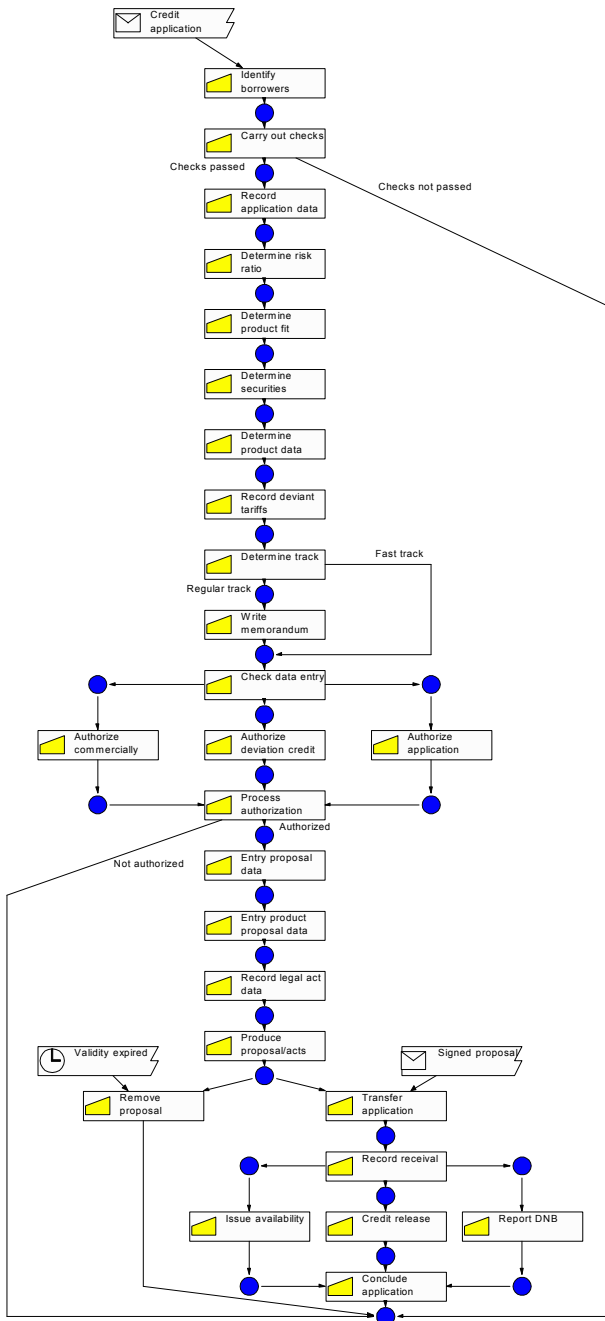 Credit
application
Identify
borrowers
Carry out checks
Checks passed
Checks not passed
Record
application data
Determine risk
ratio
Determine
product fit
Determine
securities
Determine
product data
Record deviant
tariffs
Determine track
Fast track
Regular track
Write
memorandum
Check data entry
Authorize
commercially
Authorize
deviation credit
Authorize
application
Process
authorization
Authorized
Not authorized
Entry proposal
data
Entry product
proposal data
Record legal act
data
Produce
proposal/acts
Validity expired
Signed proposal
Remove
proposal
Transfer
application
Record receival
Issue availability
Credit release
Report DNB
Conclude
application